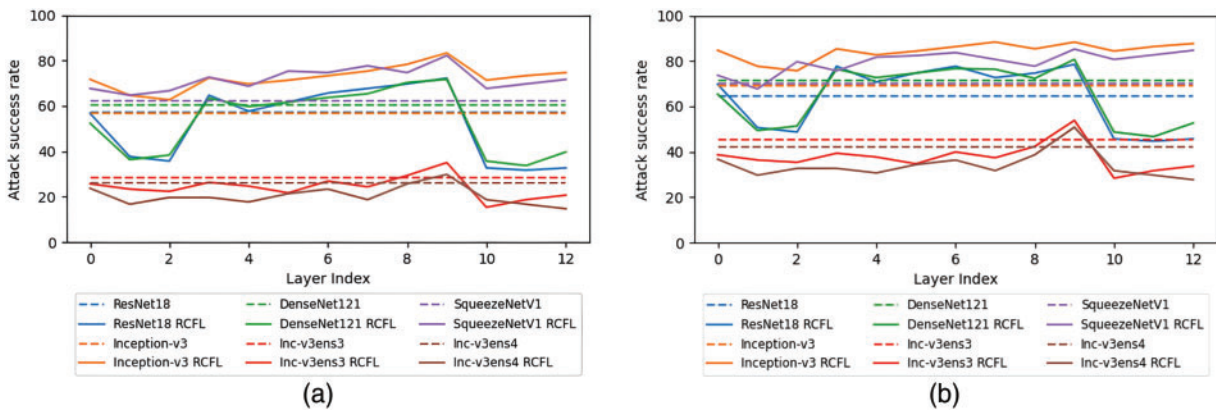 100
80
60
40
20
0
Attack success rate
0 2 4 6 8 10 12
Layer Index
ResNet18 DenseNet121 SqueezeNetV1
ResNet18 RCFL DenseNet121 RCFL SqueezeNetV1 RCFL
Inception-v3 Inc-v3ens3 Inc-v3ens4
Inception-v3 RCFL Inc-v3ens3 RCFL Inc-v3ens4 RCFL
(a)
100
80
60
40
20
0
Attack success rate
0 2 4 6 8 10 12
Layer Index
ResNet18 DenseNet121 SqueezeNetV1
ResNet18 RCFL DenseNet121 RCFL SqueezeNetV1 RCFL
Inception-v3 Inc-v3ens3 Inc-v3ens4
Inception-v3 RCFL Inc-v3ens3 RCFL Inc-v3ens4 RCFL
(b)